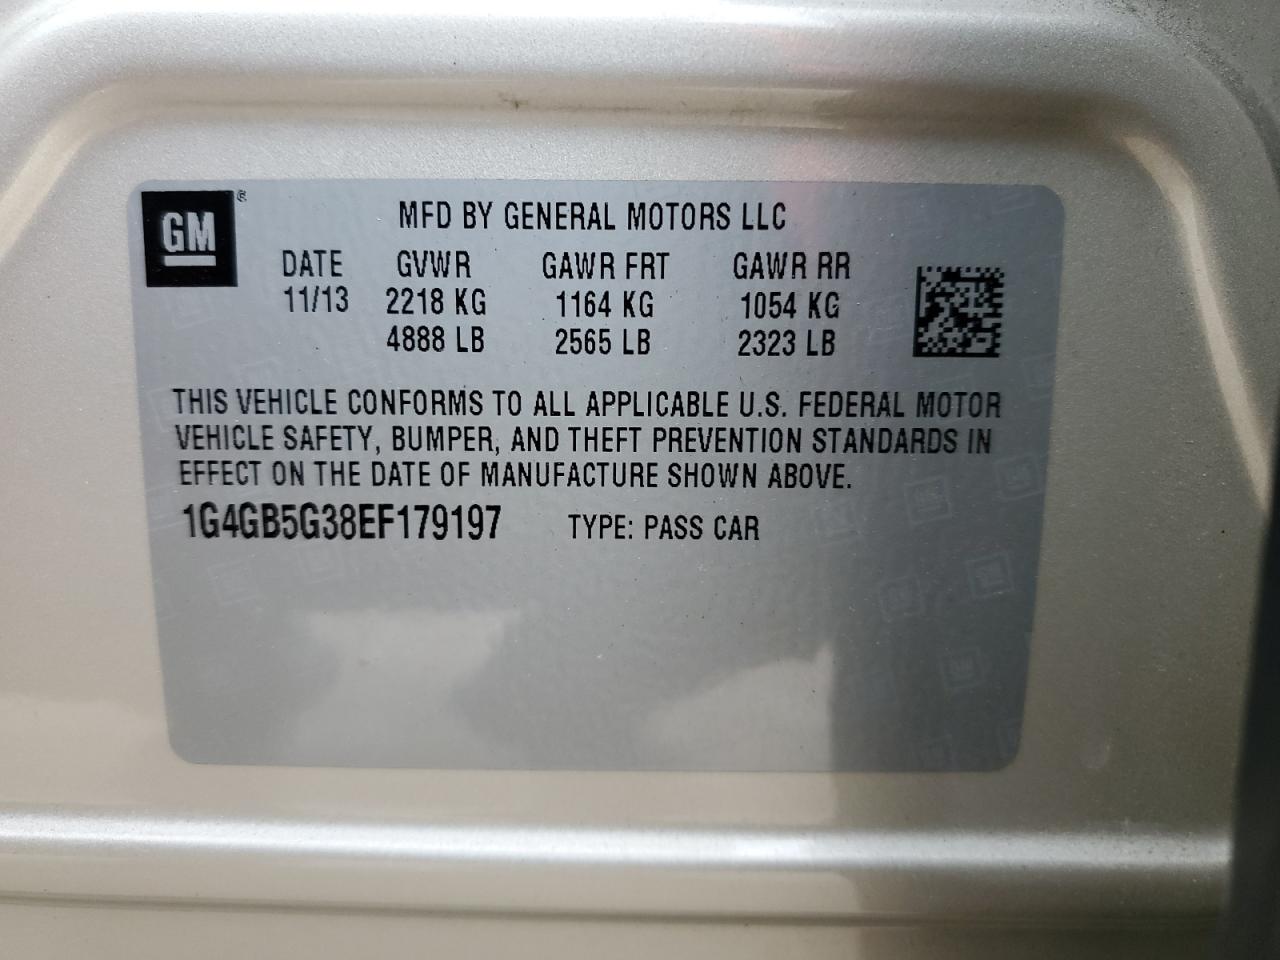 GM ®
MFD BY GENERAL MOTORS LLC
DATE GVWR GAWR FRT GAWR RR
11/13 2218 KG 1164 KG 1054 KG
4888 LB 2565 LB 2323 LB
THIS VEHICLE CONFORMS TO ALL APPLICABLE U.S. FEDERAL MOTOR
VEHICLE SAFETY, BUMPER, AND THEFT PREVENTION STANDARDS IN
EFFECT ON THE DATE OF MANUFACTURE SHOWN ABOVE.
1G4GB5G38EF179197 TYPE: PASS CAR